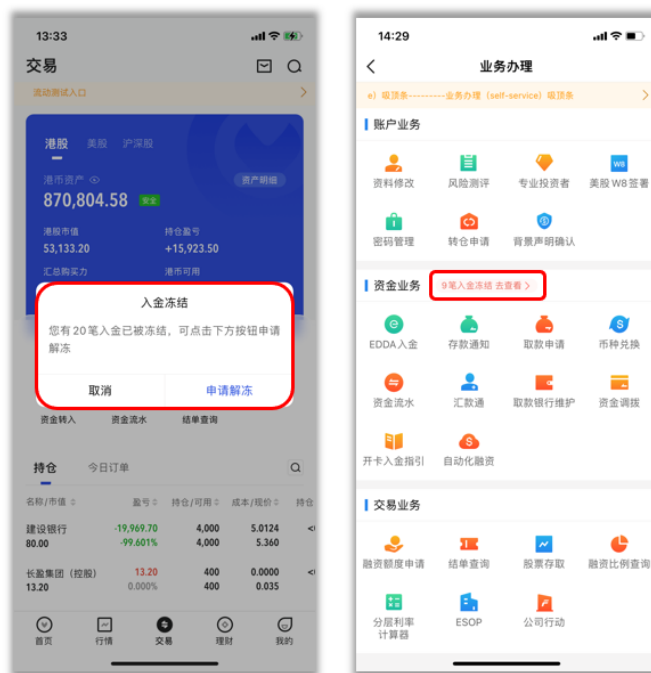 13:33
交易
流动测试入口
港股 美股 沪深股
港币资产 资产明细
870,804.58 安全
港股市值 持仓盈亏
53,133.20 +15,923.50
汇总购买力 港币可用
入金冻结
您有20笔入金已被冻结，可点击下方按钮申请
解冻
取消 申请解冻
资金转入 资金流水 结单查询
持仓 今日订单
名称/市值 盈亏 持仓/可用 成本/现价 持仓
建设银行 -19,969.70 4,000 5.0124
80.00 -99.601% 4,000 5.360
长盈集团（控股） 13.20 400 0.0000
13.20 0.000% 400 0.035
首页 行情 交易 理财 我的
14:29
业务办理
e）吸顶条---------业务办理（self-service）吸顶条
账户业务
资料修改 风险测评 专业投资者 美股W8签署
W8
密码管理 转仓申请 背景声明确认
资金业务 9笔入金冻结 去查看
EDDA入金 存款通知 取款申请 币种兑换
资金流水 汇款通 取款银行维护 资金调拨
开卡入金指引 自动化融资
交易业务
融资额度申请 结单查询 股票存取 融资比例查询
分层利率
计算器
ESOP 公司行动